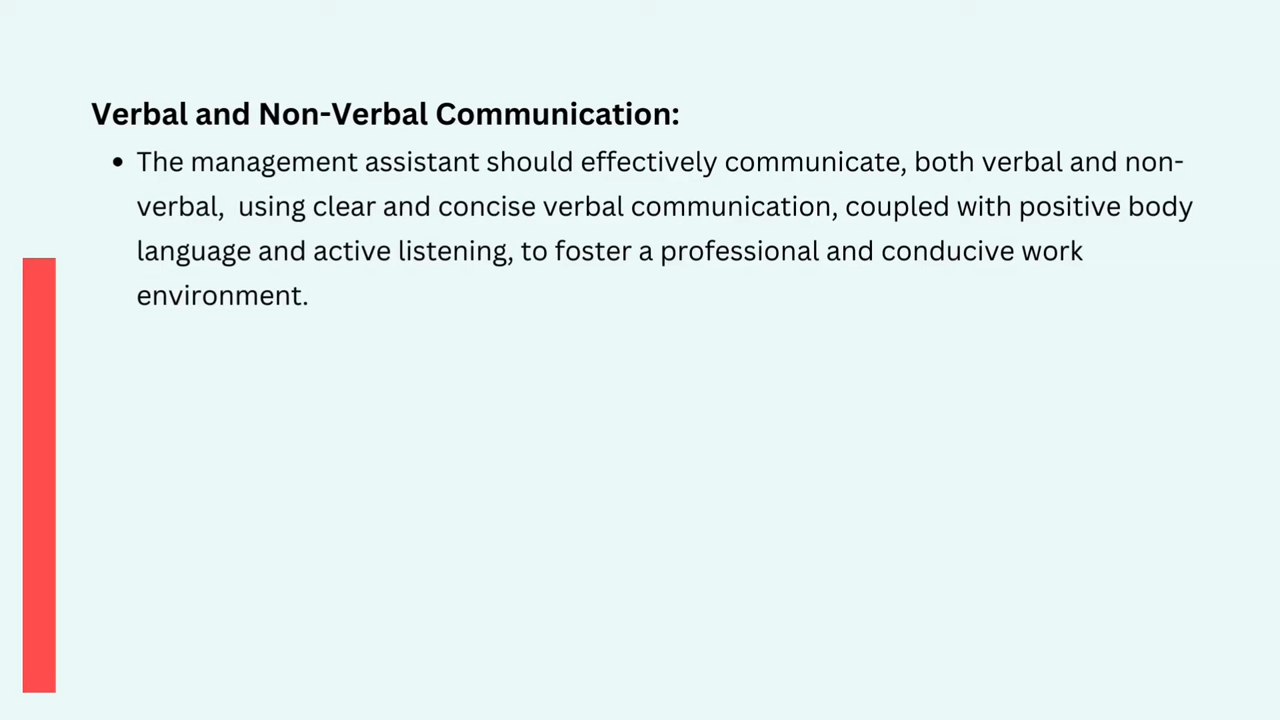 Verbal and Non-Verbal Communication:
• The management assistant should effectively communicate, both verbal and non-
verbal,  using clear and concise verbal communication, coupled with positive body
language and active listening, to foster a professional and conducive work
environment.